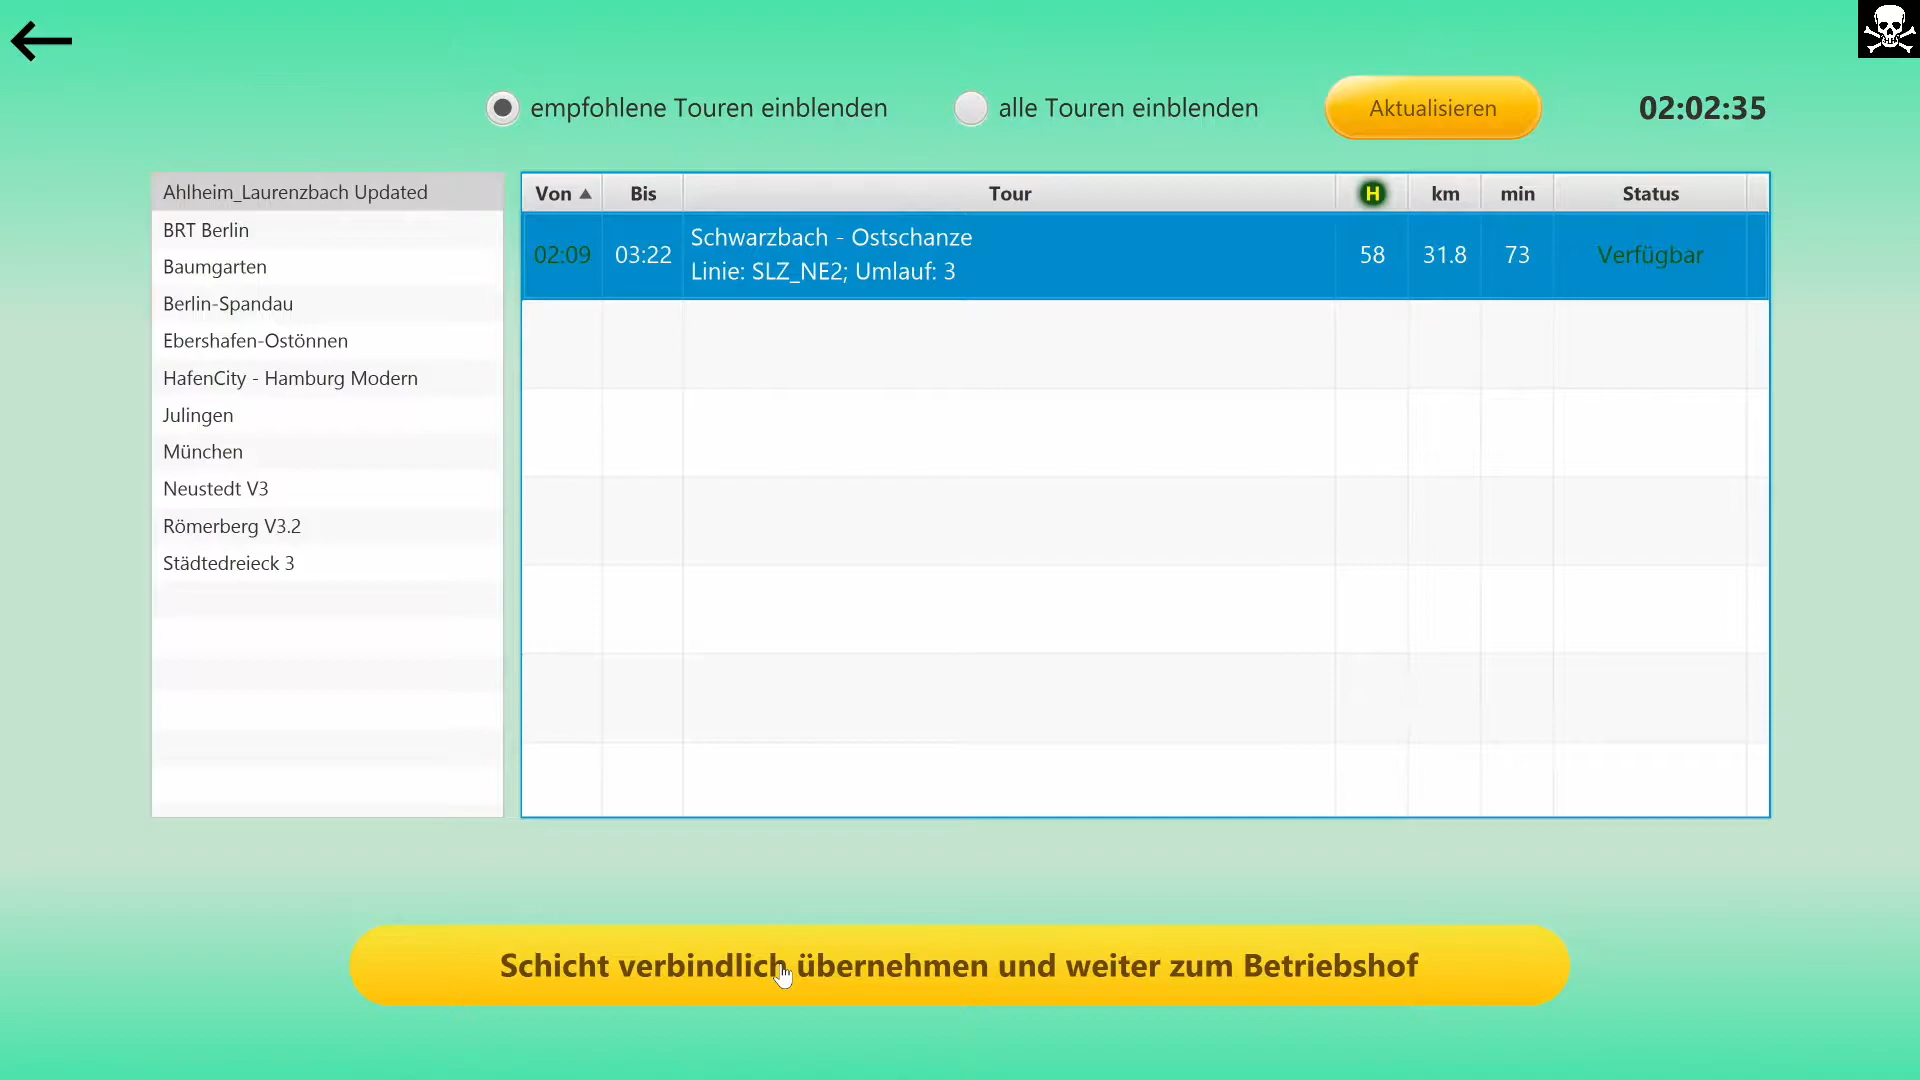 empfohlene Touren einblenden
alle Touren einblenden
Aktualisieren
02:02:35
Ahlheim_Laurenzbach Updated
BRT Berlin
Baumgarten
Berlin-Spandau
Ebershafen-Ostönnen
HafenCity - Hamburg Modern
Julingen
München
Neustedt V3
Römerberg V3.2
Städtedreieck 3
Von Bis Tour H km min Status
02:09 03:22 Schwarzbach - Ostschanze 58 31.8 73 Verfügbar
Linie: SLZ_NE2; Umlauf: 3
Schicht verbindlich übernehmen und weiter zum Betriebshof